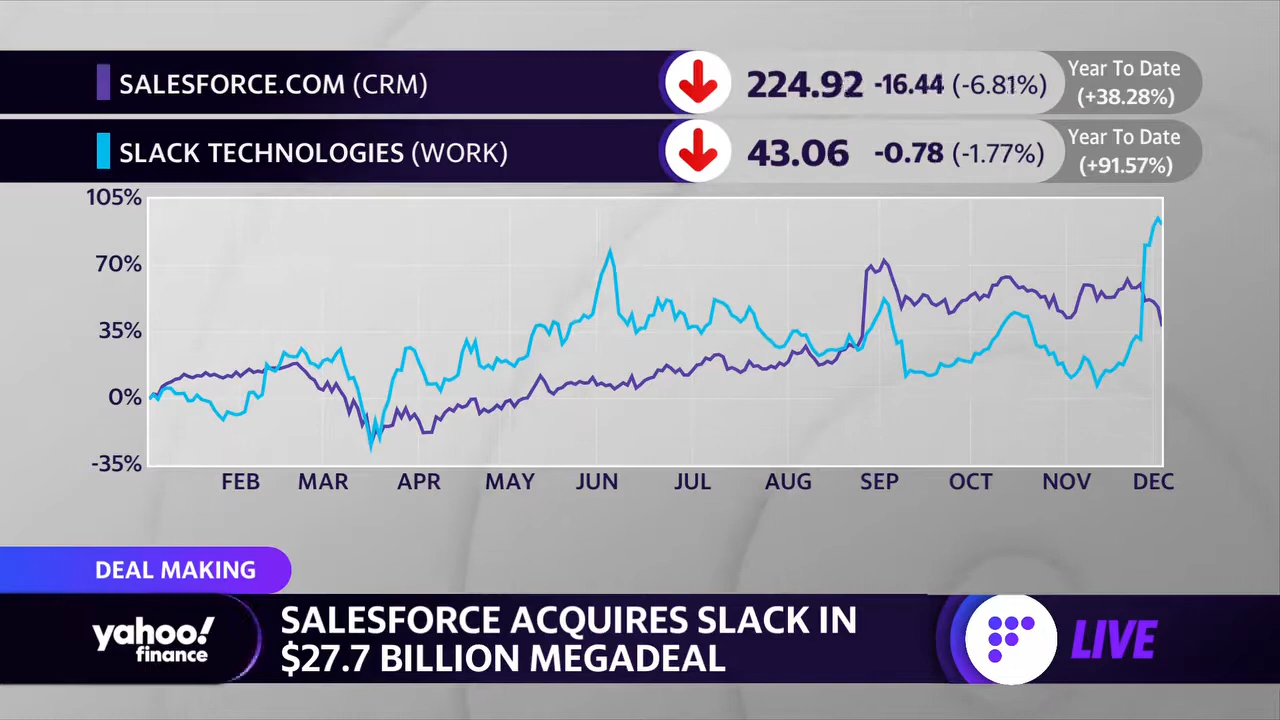 SALESFORCE.COM (CRM) 224.92 -16.44 (-6.81%) Year To Date
(+38.28%)
SLACK TECHNOLOGIES (WORK) 43.06 -0.78 (-1.77%) Year To Date
(+91.57%)
105%
70%
35%
0%
-35%
FEB MAR APR MAY JUN JUL AUG SEP OCT NOV DEC
DEAL MAKING
yahoo!
finance
SALESFORCE ACQUIRES SLACK IN
$27.7 BILLION MEGADEAL
LIVE